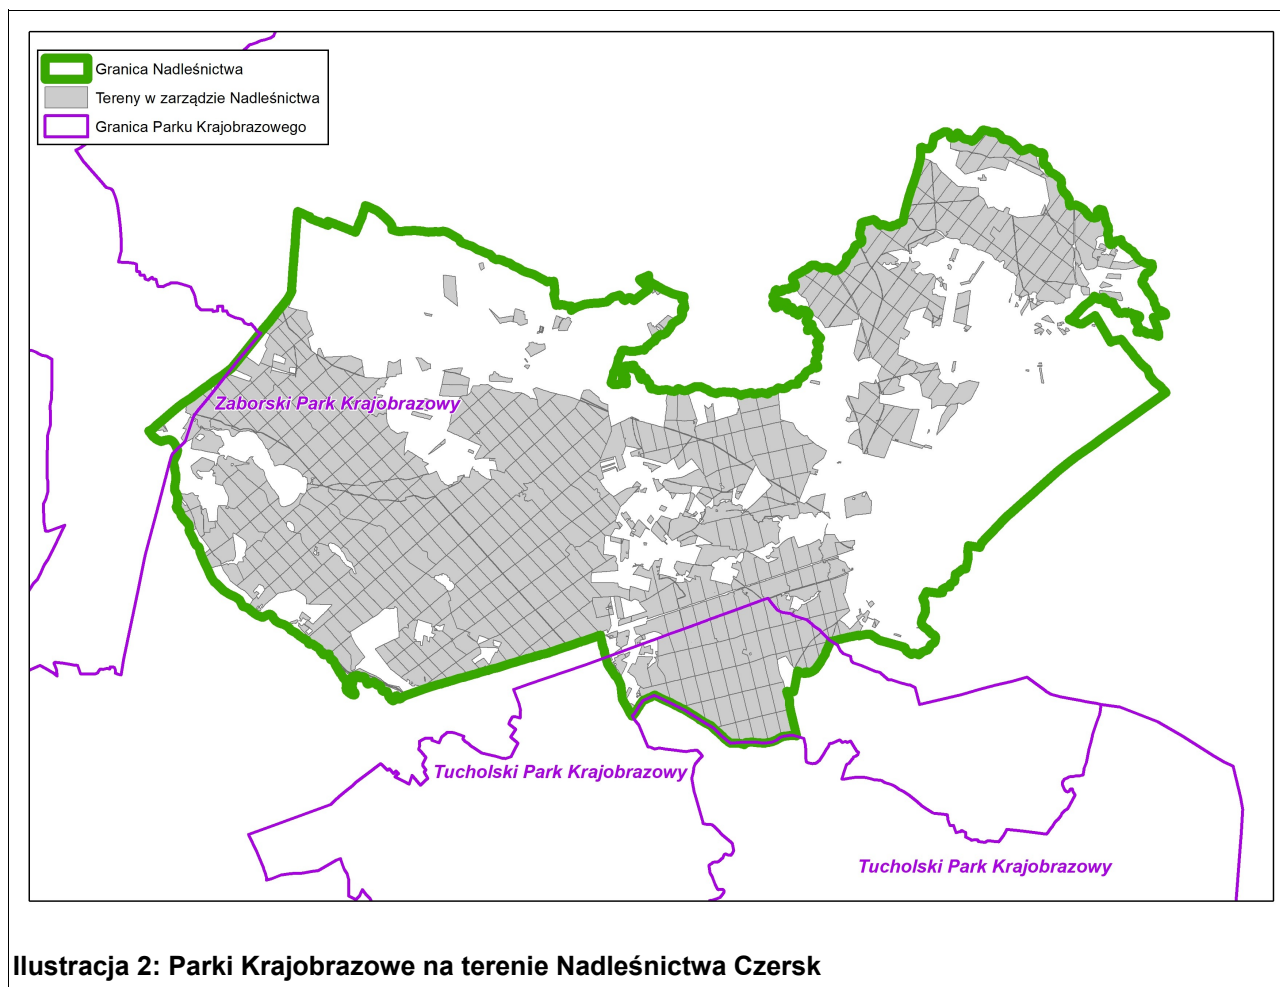 Granica Nadleśnictwa
Tereny w zarządzie Nadleśnictwa
Granica Parku Krajobrazowego
Zaborski Park Krajobrazowy
Tucholski Park Krajobrazowy
Tucholski Park Krajobrazowy
Ilustracja 2: Parki Krajobrazowe na terenie Nadleśnictwa Czersk